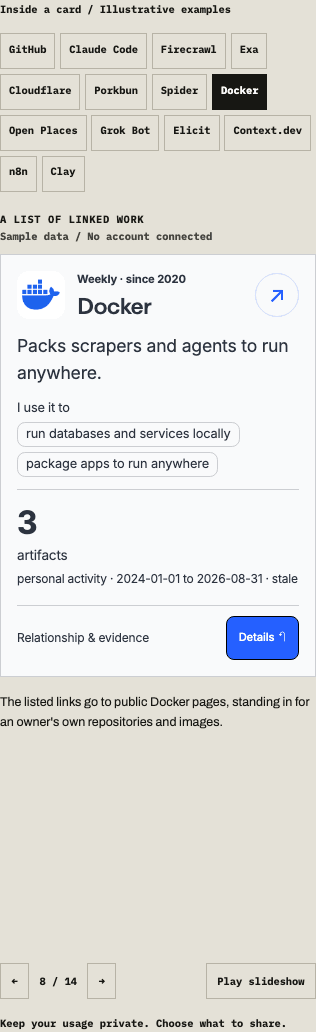 Inside a card / Illustrative examples
GitHub
Claude Code
Firecrawl
Exa
Cloudflare
Porkbun
Spider
Docker
Open Places
Grok Bot
Elicit
Context.dev
n8n
Clay
A LIST OF LINKED WORK
Sample data / No account connected
Weekly · since 2020
Docker
Packs scrapers and agents to run
anywhere.
I use it to
run databases and services locally
package apps to run anywhere
3
artifacts
personal activity · 2024-01-01 to 2026-08-31 · stale
Relationship & evidence
Details
The listed links go to public Docker pages, standing in for
an owner's own repositories and images.
← 8 / 14 →
Play slideshow
Keep your usage private. Choose what to share.